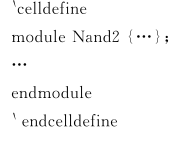 `celldefine
module Nand2 {…};
…
endmodule
` endcelldefine